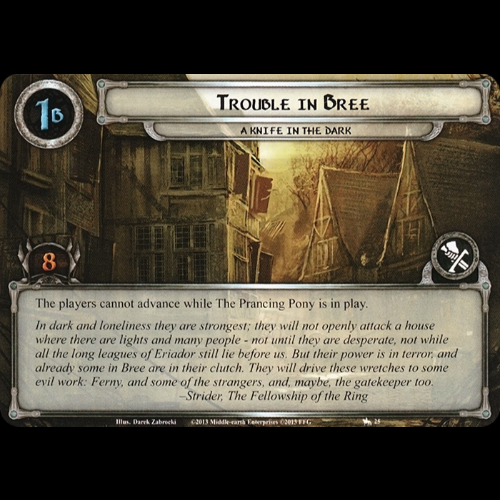 1B
TROUBLE IN BREE
A KNIFE IN THE DARK
8
The players cannot advance while The Prancing Pony is in play.
In dark and loneliness they are strongest; they will not openly attack a house
where there are lights and many people - not until they are desperate, not while
all the long leagues of Eriador still lie before us. But their power is in terror, and
already some in Bree are in their clutch. They will drive these wretches to some
evil work: Ferny, and some of the strangers, and, maybe, the gatekeeper too.
–Strider, The Fellowship of the Ring
Illus. Darek Zabrocki ©2013 Middle-earth Enterprises ©2013 FFG 25